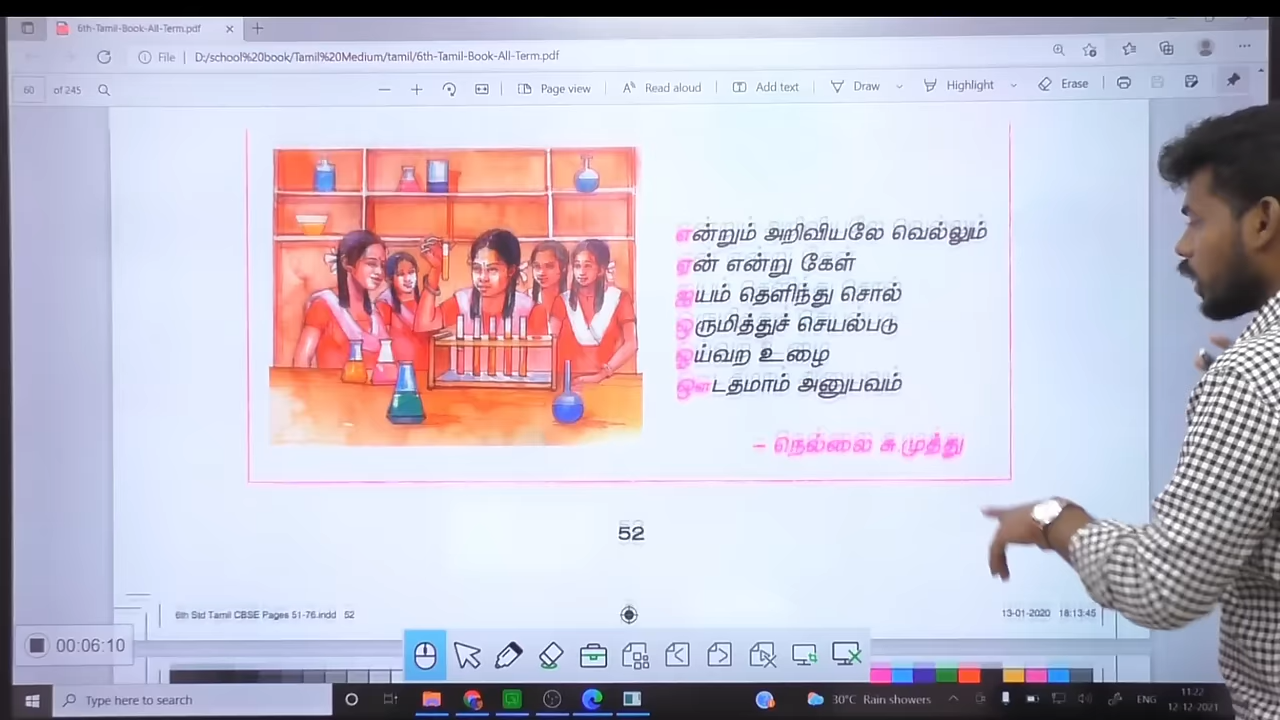 6th-Tamil-Book-All-Term.pdf
File D:/school%20book/Tamil%20Medium/tamil/6th-Tamil-Book-All-Term.pdf
60 of 245 Page view Read aloud Add text Draw Highlight Erase
என்றும் அறிவியலே வெல்லும்
ஏன் என்று கேள்
ஐயம் தெளிந்து சொல்
ஒருமித்துச் செயல்படு
ஓய்வற உழை
ஔடதமாம் அனுபவம்
– நெல்லை சு.முத்து
52
6th Std Tamil CBSE Pages 51-76.indd 52
13-01-2020 18:13:45
00:06:10
Type here to search
30°C Rain showers
ENG
11:22
12-12-2021